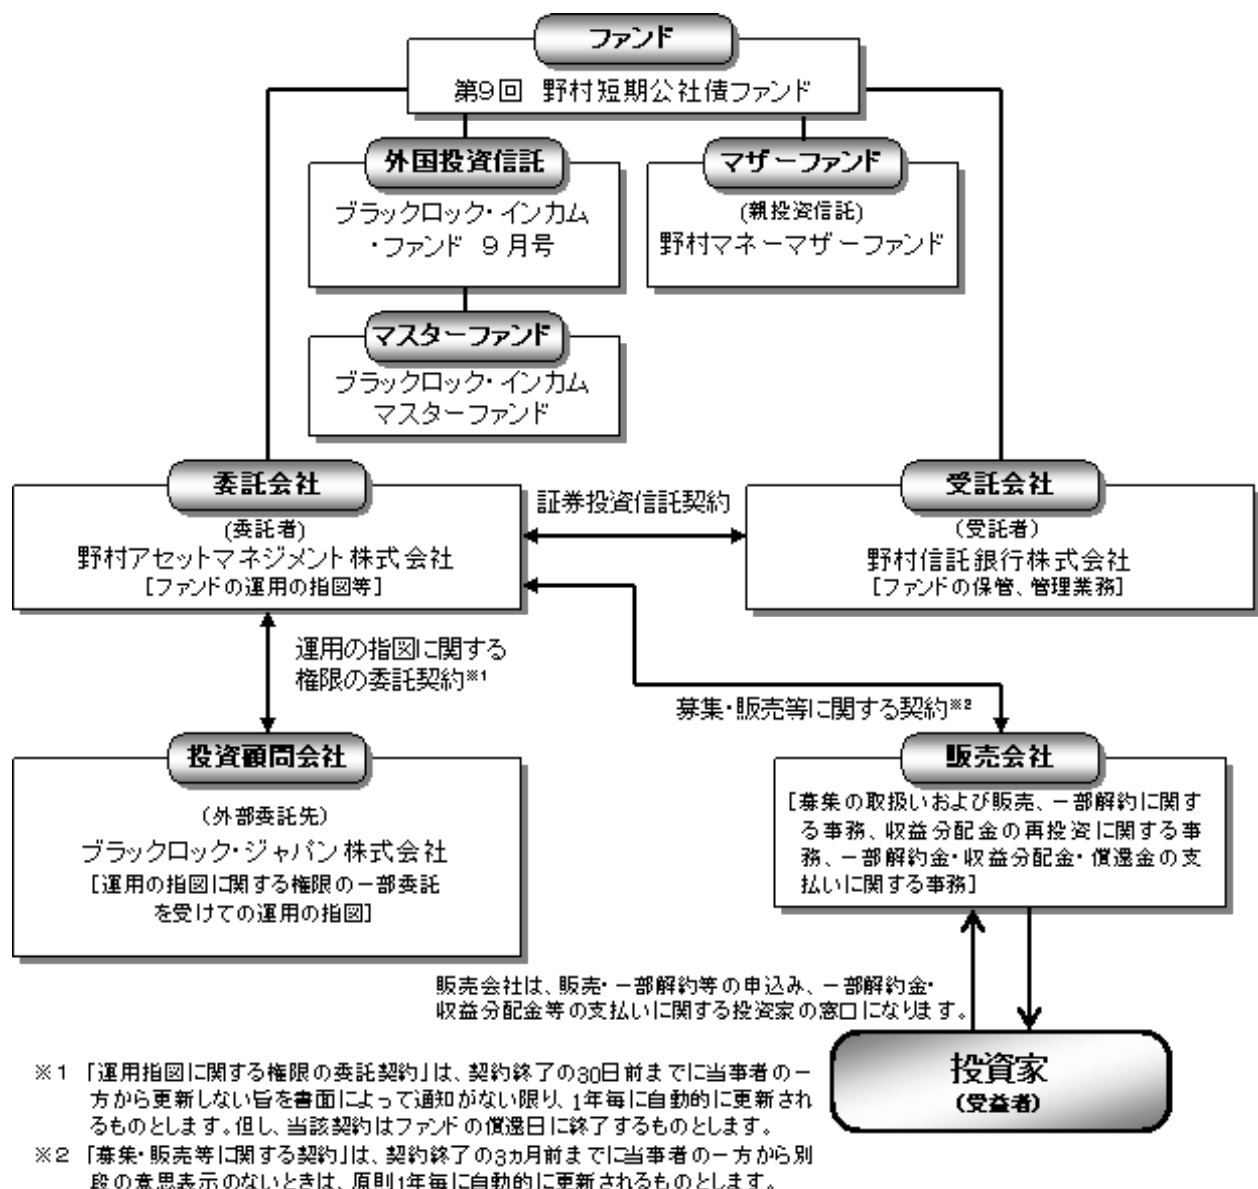 ファンド
第9回 野村短期公社債ファンド
外国投資信託
ブラックロック・インカム
・ファンド 9月号
マザーファンド
(親投資信託)
野村マネーマザーファンド
マスターファンド
ブラックロック・インカム
マスターファンド
委託会社
(委託者)
野村アセットマネジメント株式会社
[ファンドの運用の指図等]
証券投資信託契約
受託会社
(受託者)
野村信託銀行株式会社
[ファンドの保管、管理業務]
運用の指図に関する
権限の委託契約※1
募集・販売等に関する契約※2
投資顧問会社
(外部委託先)
ブラックロック・ジャパン株式会社
[運用の指図に関する権限の一部委託
を受けての運用の指図]
販売会社
[募集の取扱いおよび販売、一部解約に関す
る事務、収益分配金の再投資に関する事
務、一部解約金・収益分配金・償還金の支
払いに関する事務]
販売会社は、販売・一部解約等の申込み、一部解約金・
収益分配金等の支払いに関する投資家の窓口になります。
投資家
(受益者)
※1 「運用指図に関する権限の委託契約」は、契約終了の30日前までに当事者の一
方から更新しない旨を書面によって通知がない限り、1年毎に自動的に更新され
るものとします。但し、当該契約はファンドの償還日に終了するものとします。
※2 「募集・販売等に関する契約」は、契約終了の3ヵ月前までに当事者の一方から別
段の意思表示のないときは、原則1年毎に自動的に更新されるものとします。